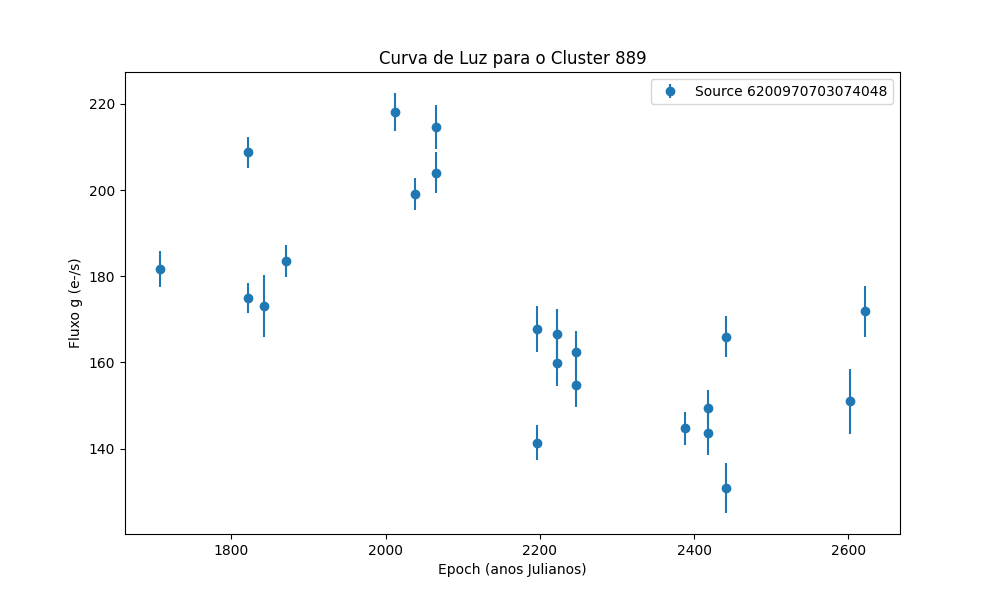 Curva de Luz para o Cluster 889
Source 6200970703074048
220
200
180
160
140
Fluxo g (e-/s)
1800 2000 2200 2400 2600
Epoch (anos Julianos)